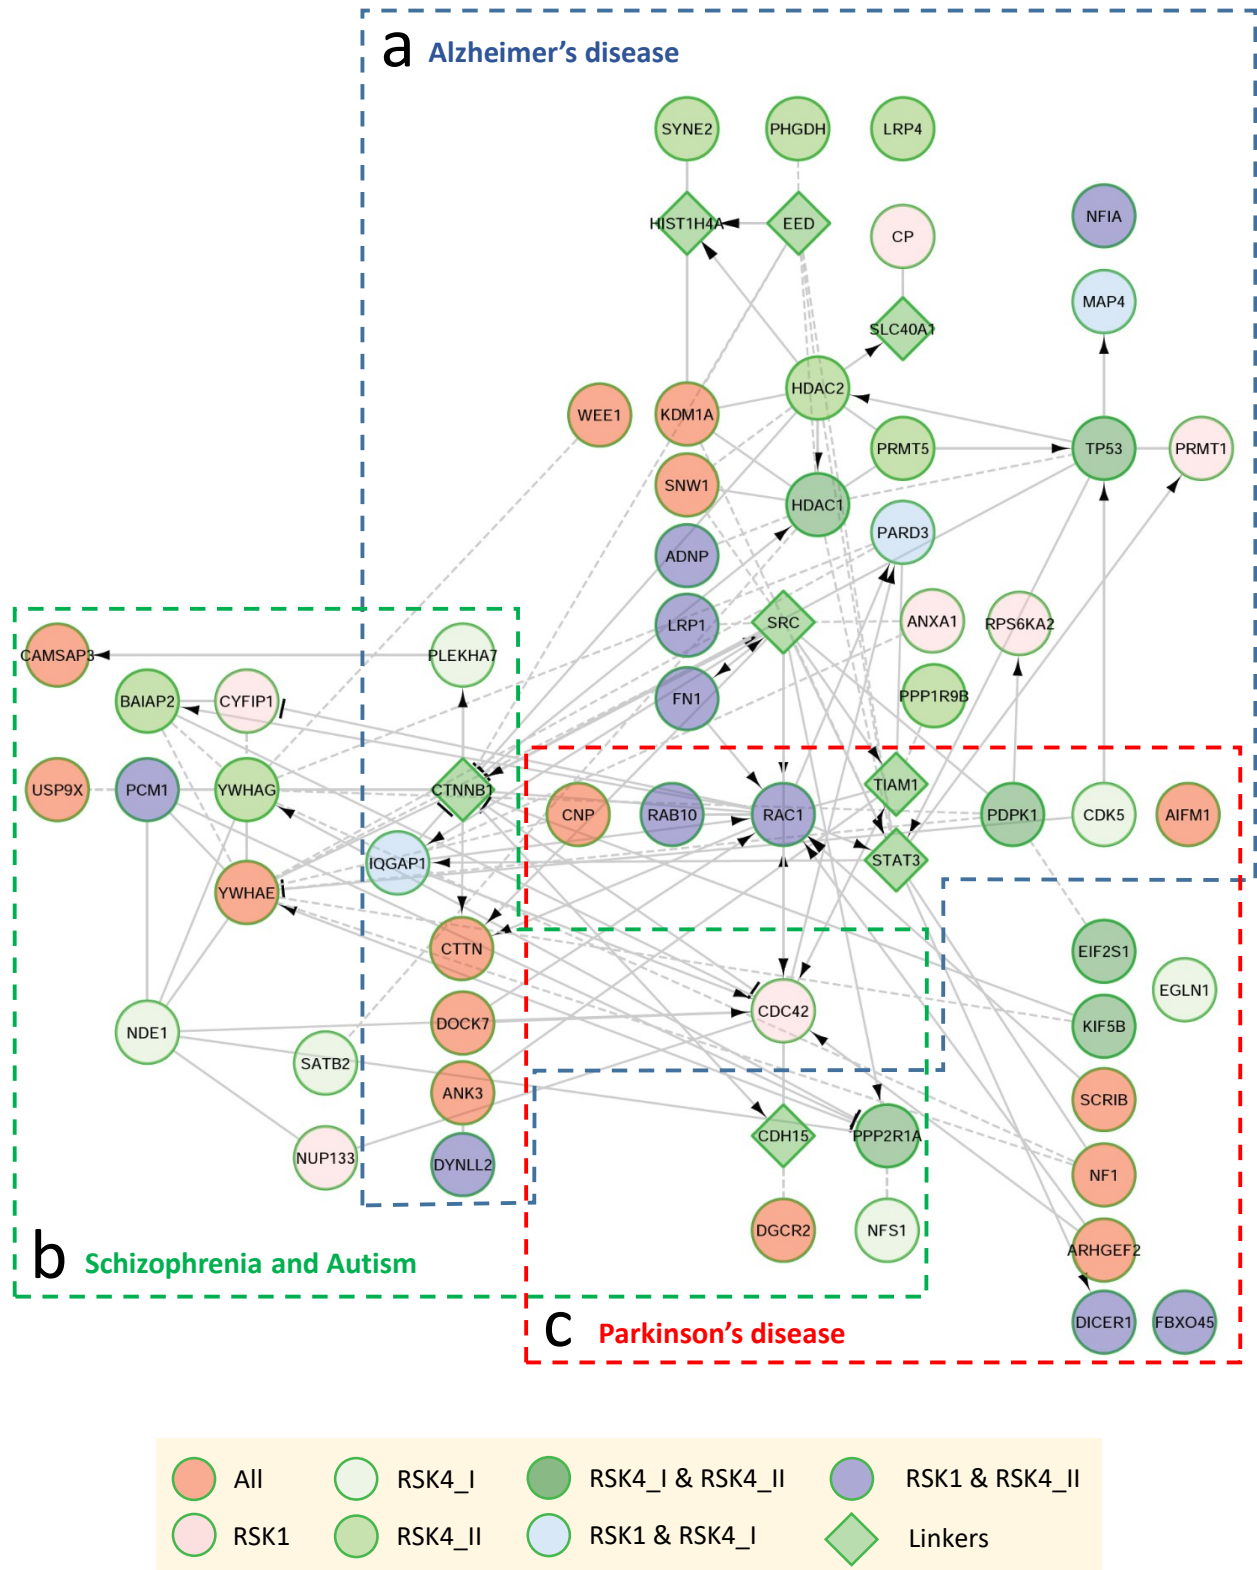 a Alzheimer's disease
SYNE2 PHGDH LRP4
NFIA
HIST1H4A EED
CP
MAP4
SLC40A1
HDAC2
WEE1 KDM1A
PRMT5 TP53 PRMT1
SNW1
HDAC1
PARD3
ADNP
LRP1 SRC ANXA1 RPS6KA2
CAMSAP3 PLEKHA7
BAIAP2 CYFIP1 FN1 PPP1R9B
USP9X PCM1 YWHAG CTNNB1 TIAM1
CNP RAB10 RAC1 PDPK1 CDK5 AIFM1
IQGAP1 STAT3
YWHAE
CTTN EIF2S1
EGLN1
NDE1 DOCK7 CDC42 KIF5B
SATB2
ANK3 SCRIB
CDH15 PPP2R1A
NUP133 DYNLL2 NF1
DGCR2 NFS1
ARHGEF2
b Schizophrenia and Autism
DICER1 FBXO45
c Parkinson's disease
All RSK4_I RSK4_I & RSK4_II RSK1 & RSK4_II
RSK1 RSK4_II RSK1 & RSK4_I Linkers